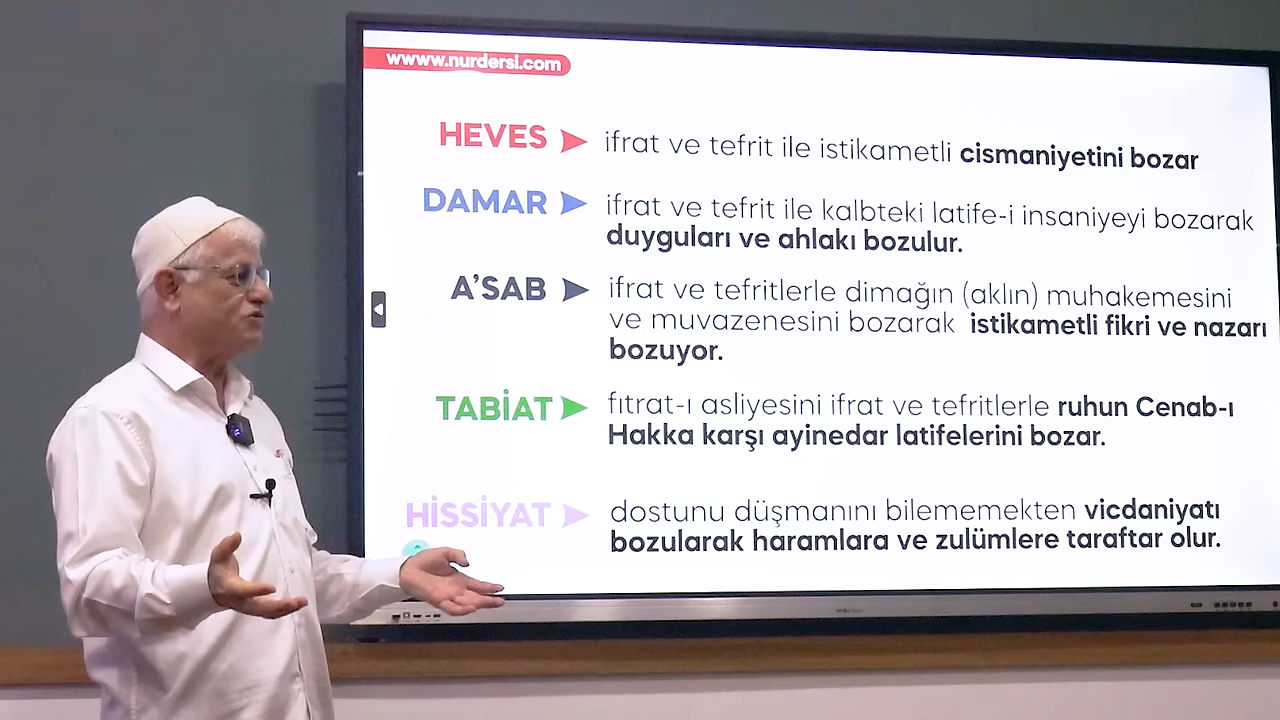 wwww.nurdersi.com
HEVES ifrat ve tefrit ile istikametli cismaniyetini bozar
DAMAR ifrat ve tefrit ile kalbteki latife-i insaniyeyi bozarak
duyguları ve ahlakı bozulur.
A'SAB ifrat ve tefritlerle dimağın (aklın) muhakemesini
ve muvazenesini bozarak istikametli fikri ve nazarı
bozuyor.
TABİAT fıtrat-ı asliyesini ifrat ve tefritlerle ruhun Cenab-ı
Hakka karşı ayinedar latifelerini bozar.
HİSSİYAT dostunu düşmanını bilememekten vicdaniyatı
bozularak haramlara ve zulümlere taraftar olur.